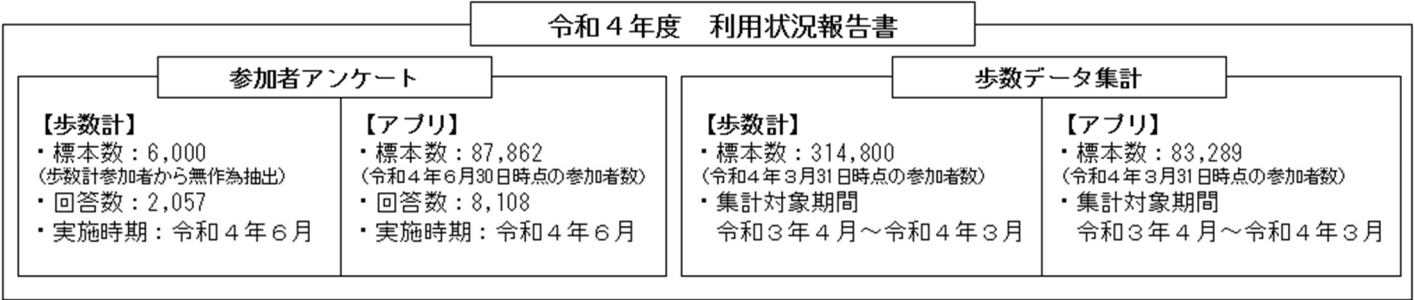 令和４年度　利用状況報告書
参加者アンケート
【歩数計】
・標本数：6,000
（歩数計参加者から無作為抽出）
・回答数：2,057
・実施時期：令和４年６月
【アプリ】
・標本数：87,862
（令和４年６月30日時点の参加者数）
・回答数：8,108
・実施時期：令和４年６月
歩数データ集計
【歩数計】
・標本数：314,800
（令和４年３月31日時点の参加者数）
・集計対象期間
令和３年４月～令和４年３月
【アプリ】
・標本数：83,289
（令和４年３月31日時点の参加者数）
・集計対象期間
令和３年４月～令和４年３月